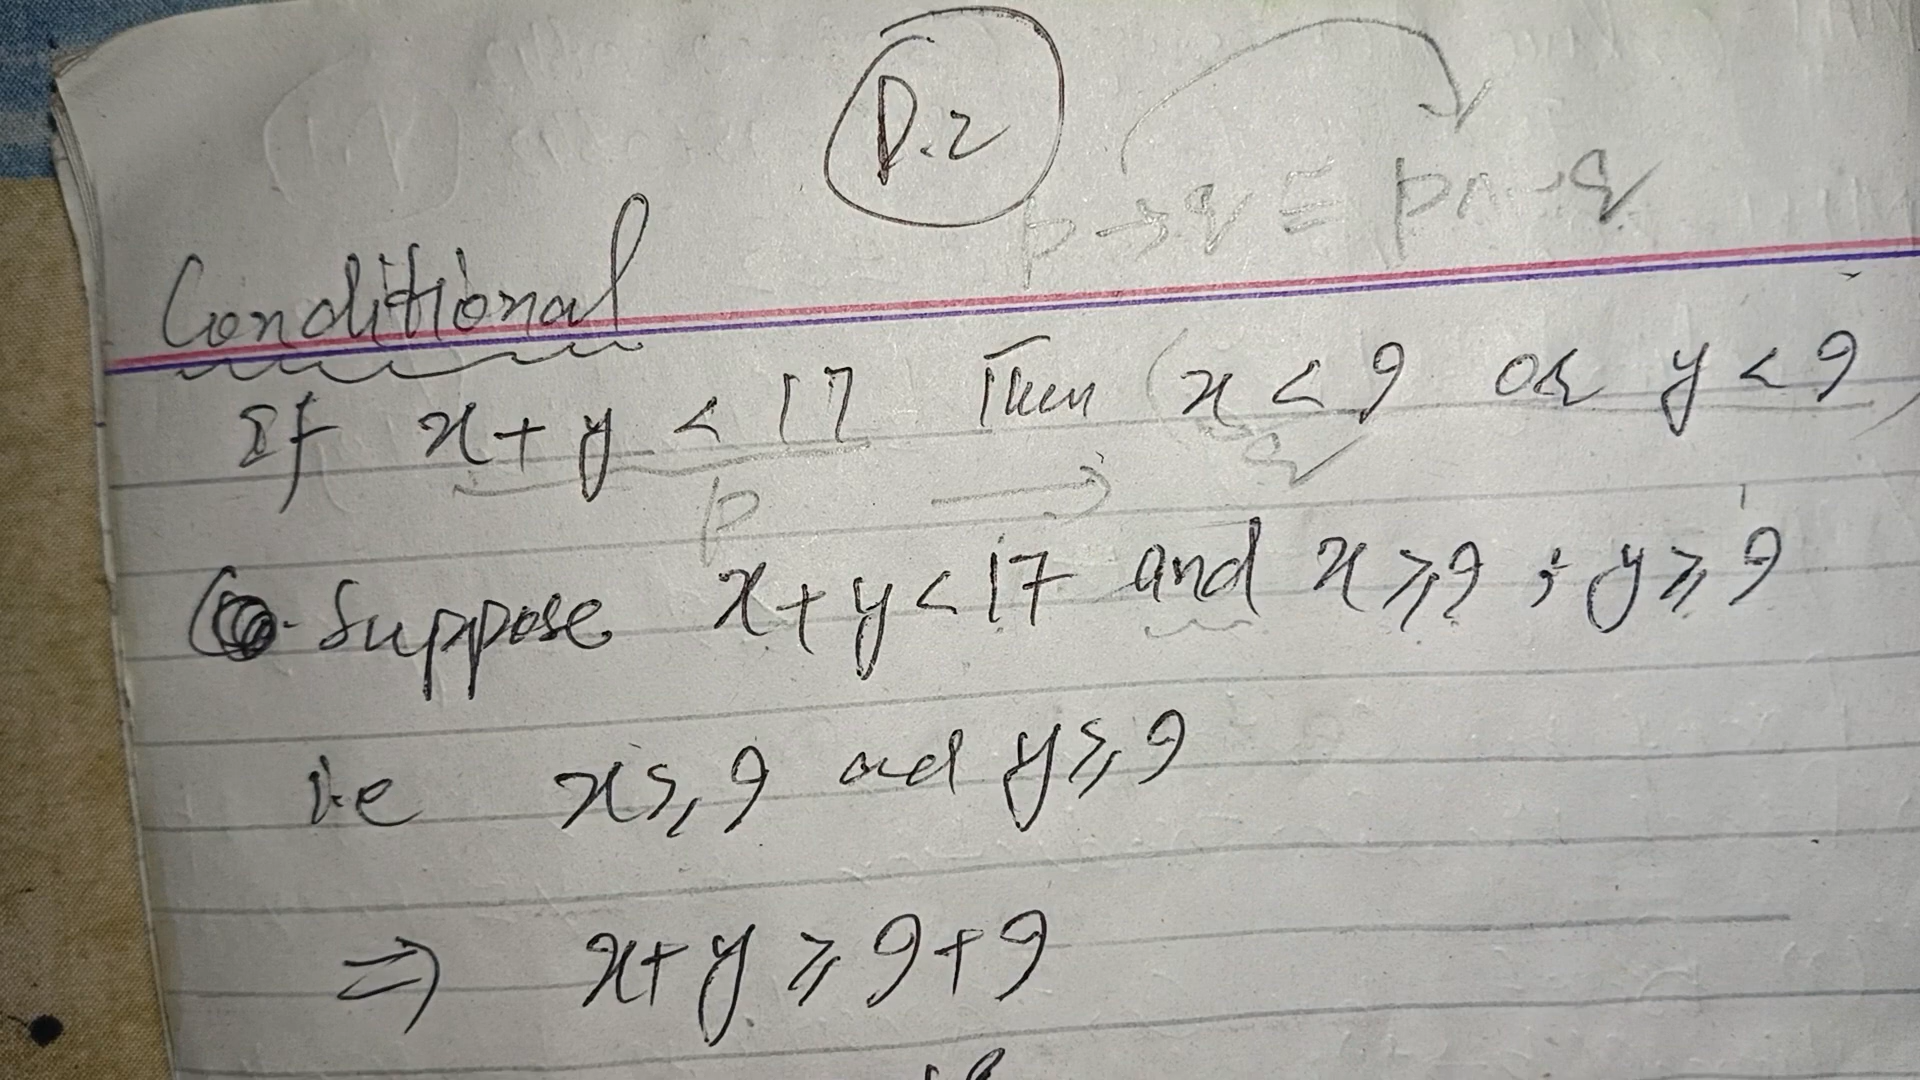 P.2
p → q ≡ p ∧ ¬q
Conditional
If x + y < 17 Then (x < 9 or y < 9)
p → q
Suppose x + y < 17 and x ≥ 9 ; y ≥ 9
i.e x ≥ 9 and y ≥ 9
⇒ x + y ≥ 9 + 9